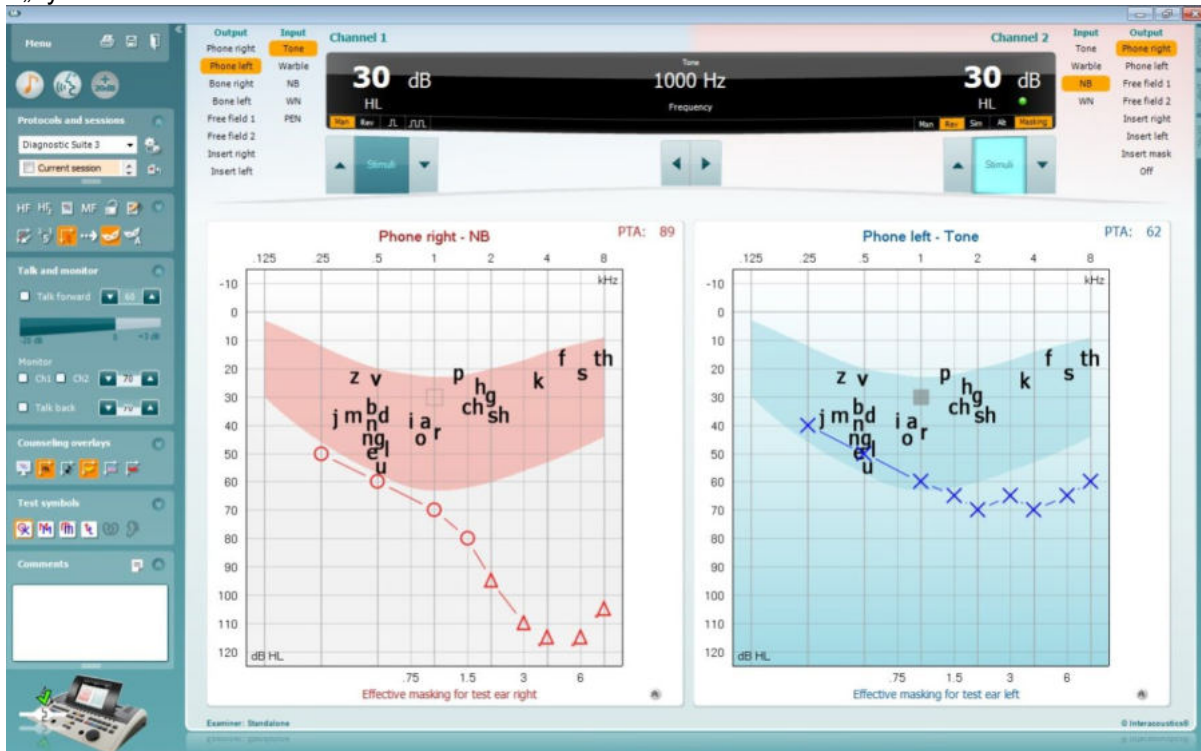 Menu
Protocols and sessions
Diagnostic Suite 3
Current session
HF HF₂ MF
Talk and monitor
Talk forward 60
-20 dB 0 +3 dB
Monitor
Ch1 Ch2 70
Talk back 70
Counseling overlays
Test symbols
Comments
Output Input
Phone right Tone
Phone left Warble
Bone right NB
Bone left WN
Free field 1 PEN
Free field 2
Insert right
Insert left
Channel 1
Channel 2
30 dB
HL
Man Rev
Tone
1000 Hz
Frequency
30 dB
HL
Man Rev Sim Alt Masking
Stimuli
Stimuli
Input Output
Tone Phone right
Warble Phone left
NB Free field 1
WN Free field 2
Insert right
Insert left
Insert mask
Off
Phone right - NB
PTA: 89
.125 .25 .5 1 2 4 8
kHz
-10
0
10
20
30
40
50
60
70
80
90
100
110
120
dB HL
z v p h g ch sh k f s th
j m b d n ng e l u i a o r
.75 1.5 3 6
Effective masking for test ear right
Phone left - Tone
PTA: 62
.125 .25 .5 1 2 4 8
kHz
-10
0
10
20
30
40
50
60
70
80
90
100
110
120
dB HL
z v p h g ch sh k f s th
j m b d n ng e l u i a o r
.75 1.5 3 6
Effective masking for test ear left
Examiner: Standalone
© Interacoustics®